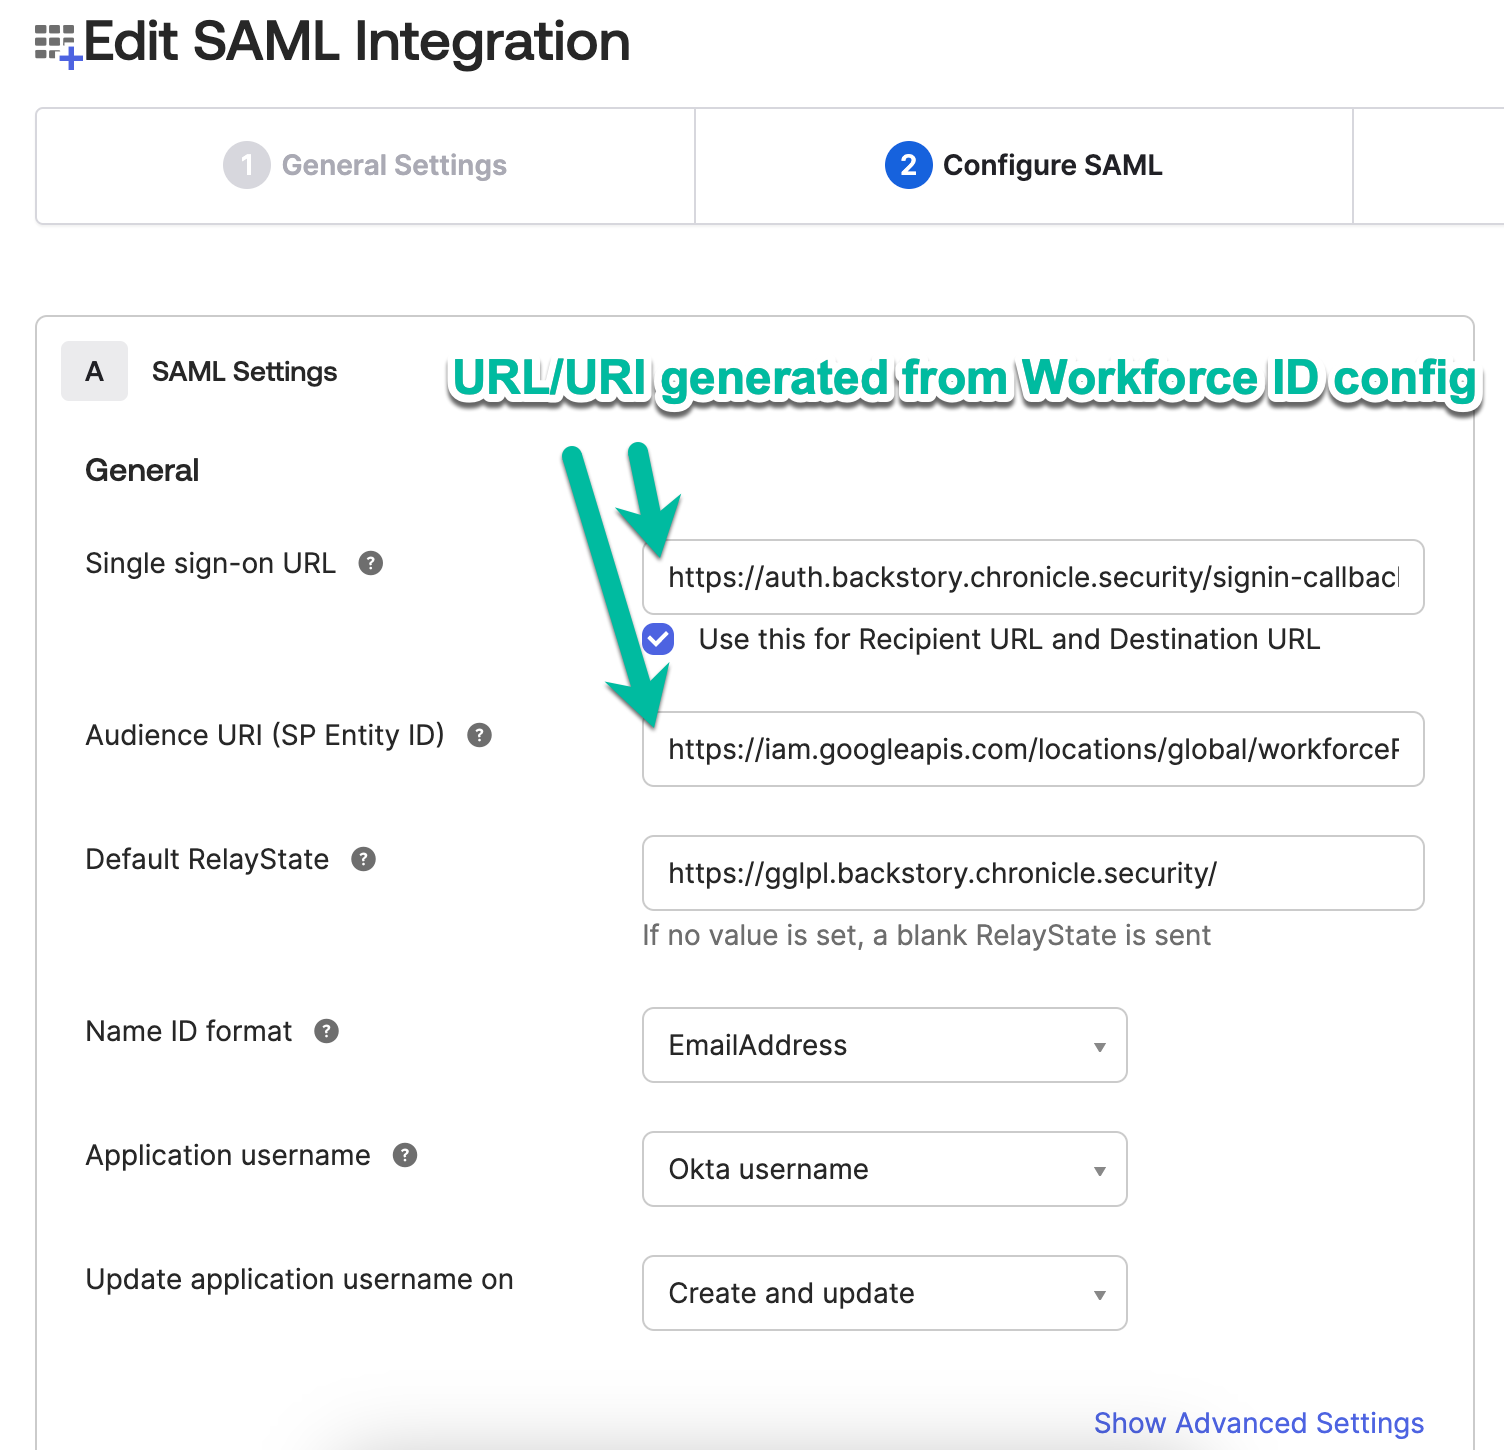 Edit SAML Integration
1 General Settings
2 Configure SAML
A SAML Settings
URL/URI generated from Workforce ID config
General
Single sign-on URL ?
https://auth.backstory.chronicle.security/signin-callbac
Use this for Recipient URL and Destination URL
Audience URI (SP Entity ID) ?
https://iam.googleapis.com/locations/global/workforce
Default RelayState ?
https://gglpl.backstory.chronicle.security/
If no value is set, a blank RelayState is sent
Name ID format ?
EmailAddress
Application username ?
Okta username
Update application username on
Create and update
Show Advanced Settings